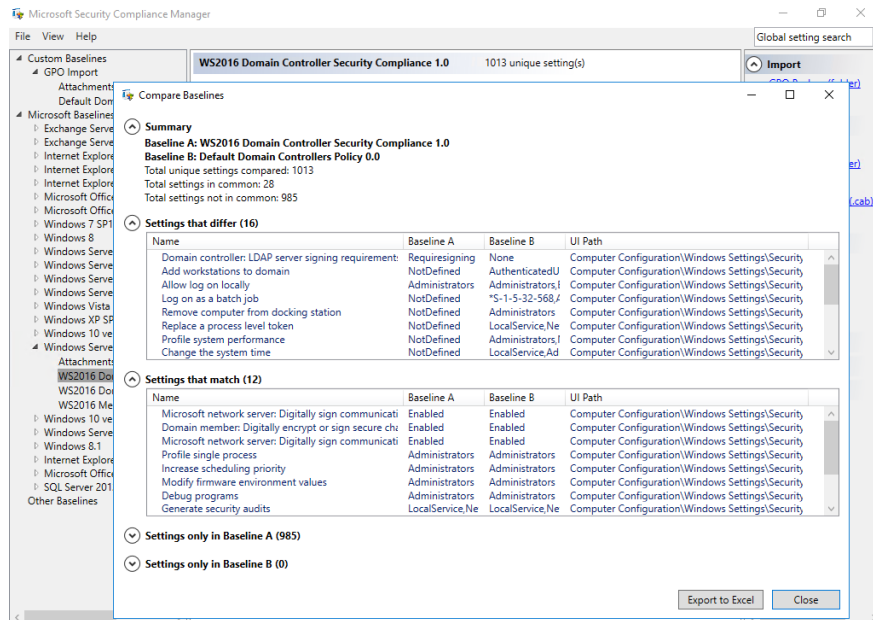 Microsoft Security Compliance Manager
File View Help
Global setting search
Custom Baselines
GPO Import
Attachments
Default Dom
Microsoft Baselines
Exchange Serve
Exchange Serve
Internet Explore
Internet Explore
Internet Explore
Microsoft Office
Microsoft Office
Windows 7 SP1
Windows 8
Windows Serve
Windows Serve
Windows Serve
Windows Serve
Windows Vista
Windows XP SP
Windows 10 ve
Windows Serve
Attachments
WS2016 Do
WS2016 Do
WS2016 Me
Windows 10 ve
Windows Serve
Windows 8.1
Internet Explore
Microsoft Office
SQL Server 201
Other Baselines
WS2016 Domain Controller Security Compliance 1.0 1013 unique setting(s)
Import
er)
er)
(.cab)
Compare Baselines
Summary
Baseline A: WS2016 Domain Controller Security Compliance 1.0
Baseline B: Default Domain Controllers Policy 0.0
Total unique settings compared: 1013
Total settings in common: 28
Total settings not in common: 985
Settings that differ (16)
Name Baseline A Baseline B UI Path
Domain controller: LDAP server signing requirements Requiresigning None Computer Configuration\Windows Settings\Security
Add workstations to domain NotDefined AuthenticatedU Computer Configuration\Windows Settings\Security
Allow log on locally Administrators Administrators, Computer Configuration\Windows Settings\Security
Log on as a batch job NotDefined *S-1-5-32-568, Computer Configuration\Windows Settings\Security
Remove computer from docking station NotDefined Administrators Computer Configuration\Windows Settings\Security
Replace a process level token NotDefined LocalService,Ne Computer Configuration\Windows Settings\Security
Profile system performance NotDefined Administrators, Computer Configuration\Windows Settings\Security
Change the system time NotDefined LocalService,Ad Computer Configuration\Windows Settings\Security
Settings that match (12)
Name Baseline A Baseline B UI Path
Microsoft network server: Digitally sign communicati Enabled Enabled Computer Configuration\Windows Settings\Security
Domain member: Digitally encrypt or sign secure cha Enabled Enabled Computer Configuration\Windows Settings\Security
Microsoft network server: Digitally sign communicati Enabled Enabled Computer Configuration\Windows Settings\Security
Profile single process Administrators Administrators Computer Configuration\Windows Settings\Security
Increase scheduling priority Administrators Administrators Computer Configuration\Windows Settings\Security
Modify firmware environment values Administrators Administrators Computer Configuration\Windows Settings\Security
Debug programs Administrators Administrators Computer Configuration\Windows Settings\Security
Generate security audits LocalService,Ne LocalService,Ne Computer Configuration\Windows Settings\Security
Settings only in Baseline A (985)
Settings only in Baseline B (0)
Export to Excel Close